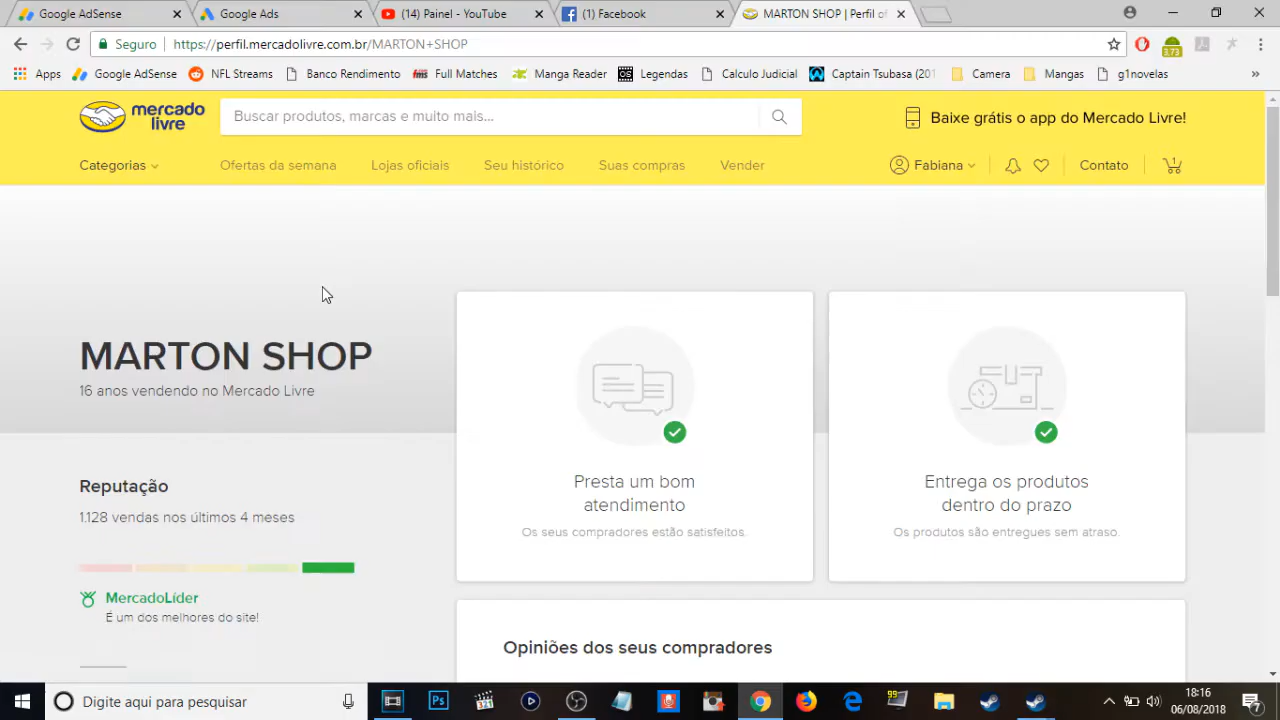 Google AdSense
Google Ads
(14) Painel - YouTube
(1) Facebook
MARTON SHOP | Perfil o
Seguro
https://perfil.mercadolivre.com.br/MARTON+SHOP
3.73
Apps
Google AdSense
NFL Streams
Banco Rendimento
Full Matches
Manga Reader
Legendas
Calculo Judicial
Captain Tsubasa (201
Camera
Mangas
g1novelas
mercado
livre
Buscar produtos, marcas e muito mais...
Baixe grátis o app do Mercado Livre!
Categorias
Ofertas da semana
Lojas oficiais
Seu histórico
Suas compras
Vender
Fabiana
Contato
1
MARTON SHOP
16 anos vendendo no Mercado Livre
Presta um bom
atendimento
Os seus compradores estão satisfeitos.
Entrega os produtos
dentro do prazo
Os produtos são entregues sem atraso.
Reputação
1.128 vendas nos últimos 4 meses
MercadoLíder
É um dos melhores do site!
Opiniões dos seus compradores
Digite aqui para pesquisar
Ps
99
18:16
06/08/2018
7